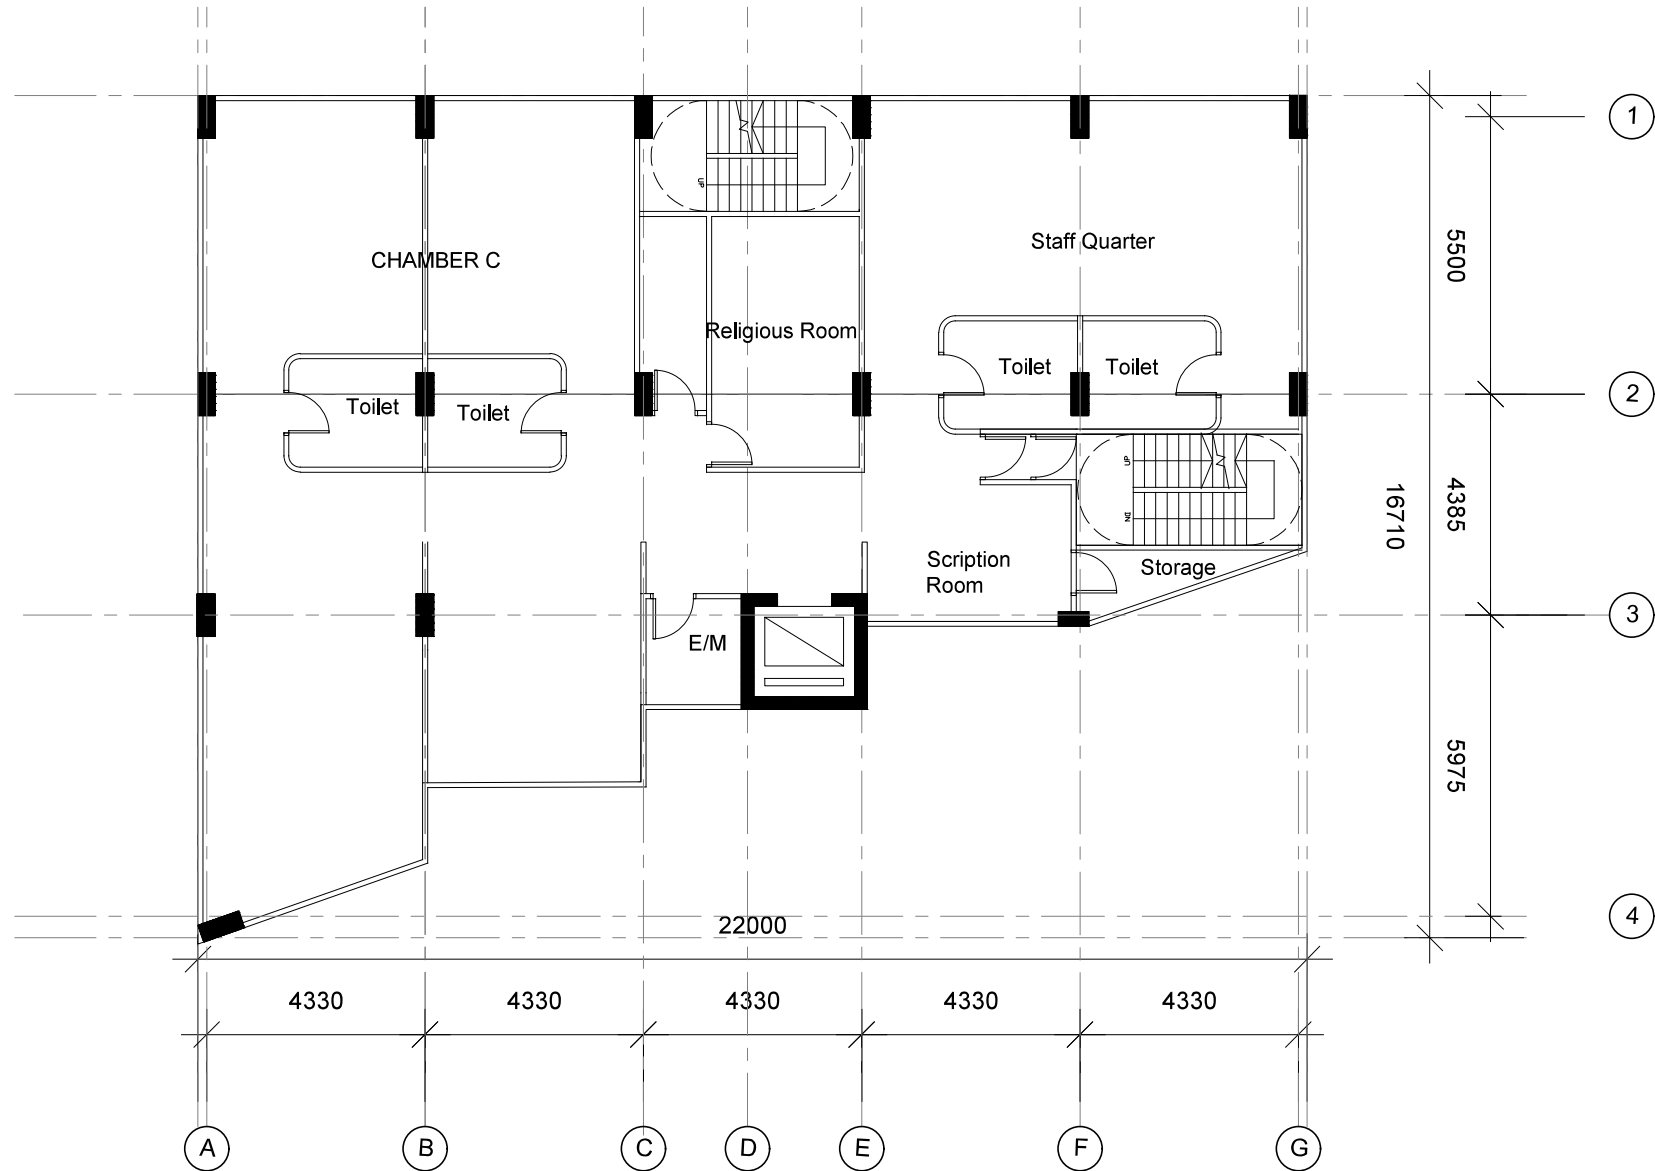 1
UP
CHAMBER C
Staff Quarter
5500
Religious Room
Toilet
Toilet
Toilet
Toilet
2
UP
DN
16710
4385
Scription
Room
Storage
3
E/M
5975
4
22000
4330
4330
4330
4330
4330
A
B
C
D
E
F
G